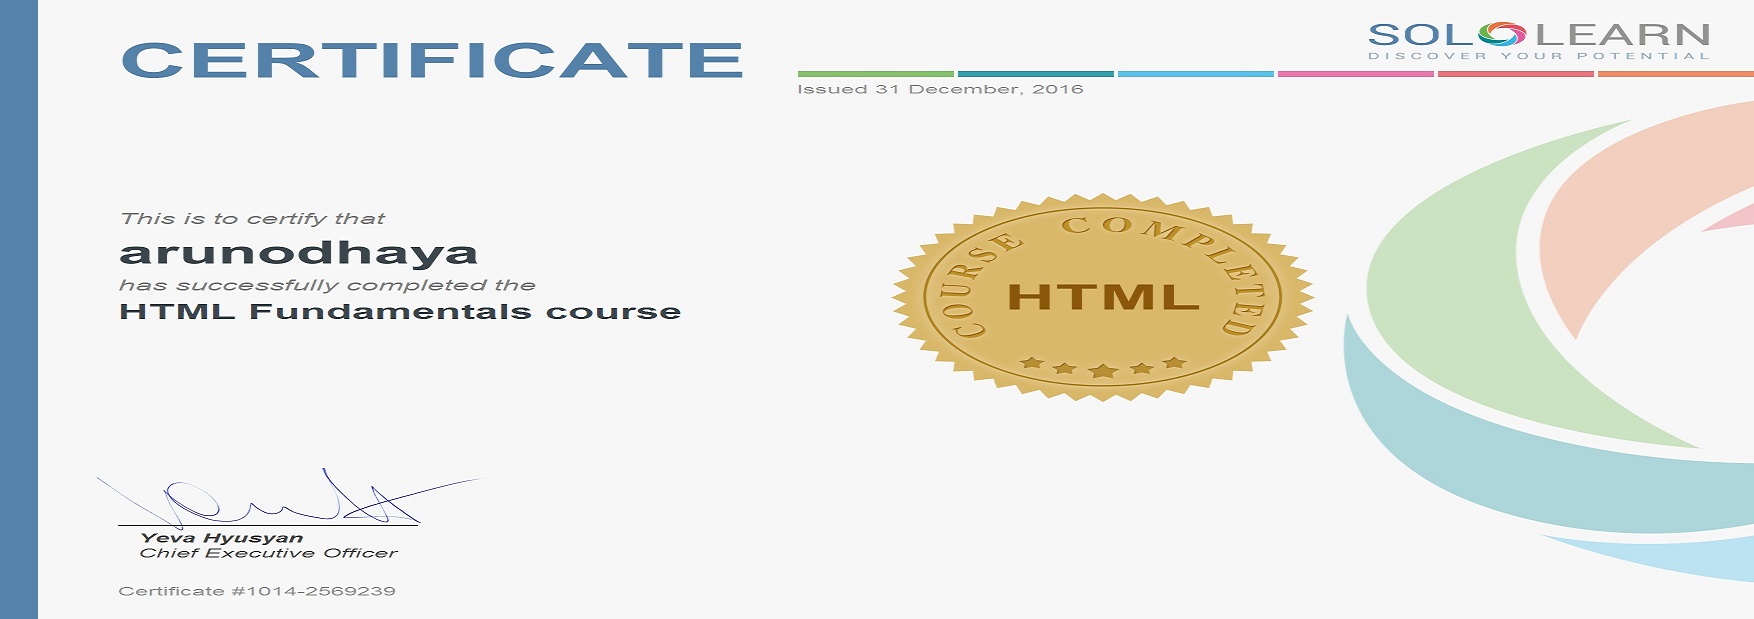 CERTIFICATE
SOLOLEARN
DISCOVER YOUR POTENTIAL
Issued 31 December, 2016
This is to certify that
arunodhaya
has successfully completed the
HTML Fundamentals course
COURSE COMPLETED
HTML
Yeva Hyusyan
Chief Executive Officer
Certificate #1014-2569239